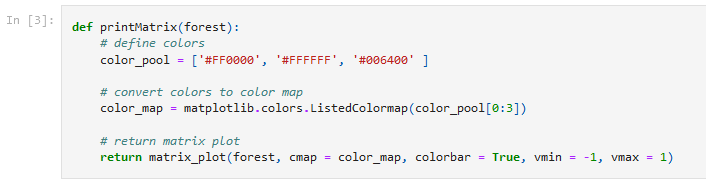 In [3]:
def printMatrix(forest):
    # define colors
    color_pool = ['#FF0000', '#FFFFFF', '#006400' ]

    # convert colors to color map
    color_map = matplotlib.colors.ListedColormap(color_pool[0:3])

    # return matrix plot
    return matrix_plot(forest, cmap = color_map, colorbar = True, vmin = -1, vmax = 1)